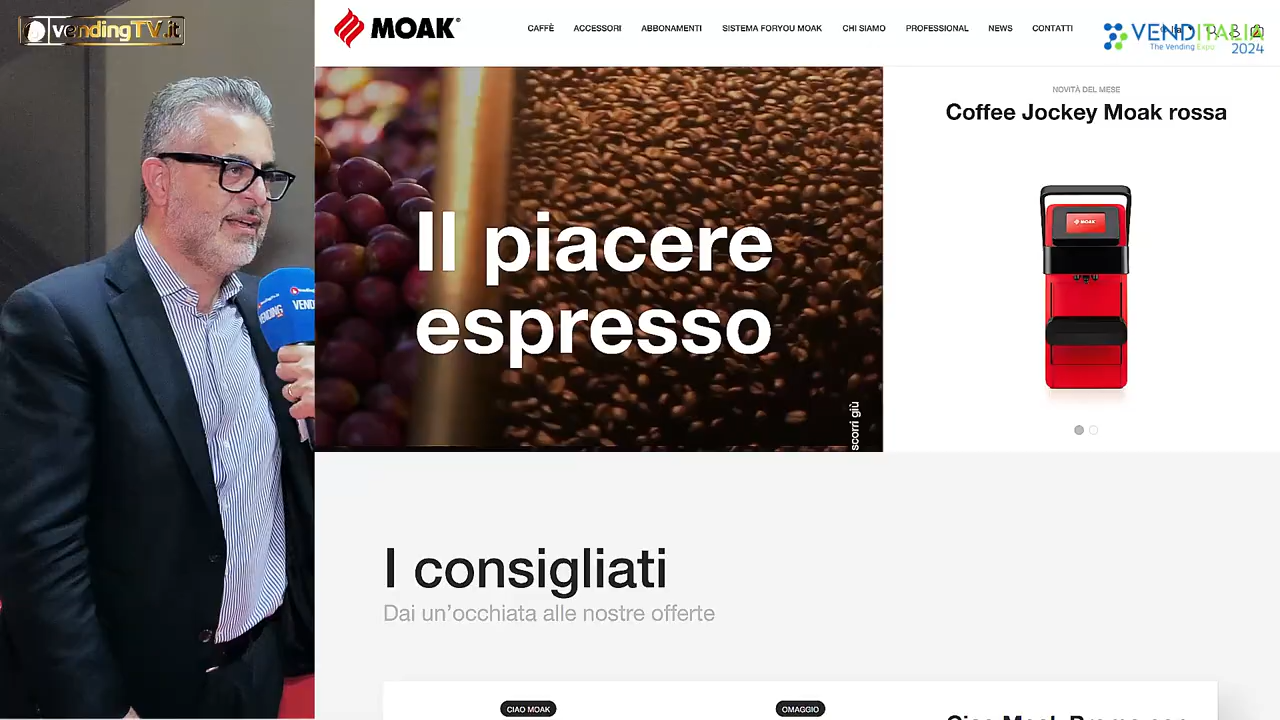 vendingTV.it
MOAK®
CAFFÈ ACCESSORI ABBONAMENTI SISTEMA FORYOU MOAK CHI SIAMO PROFESSIONAL NEWS CONTATTI
VENDITALIA
The Vending Expo 2024
NOVITÀ DEL MESE
Coffee Jockey Moak rossa
MOAK
Il piacere
espresso
scorri giù
VENDING
I consigliati
Dai un'occhiata alle nostre offerte
CIAO MOAK
OMAGGIO